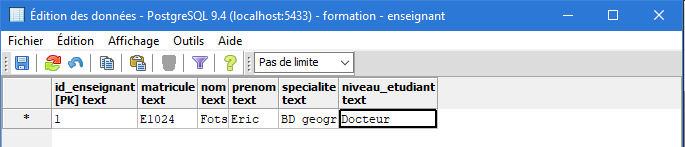 Édition des données - PostgreSQL 9.4 (localhost:5433) - formation - enseignant
Fichier Édition Affichage Outils Aide
Pas de limite
id_enseignant matricule nom prenom specialite niveau_etudiant
[PK] text text text text text text
* 1 E1024 Fots Eric BD geogr Docteur